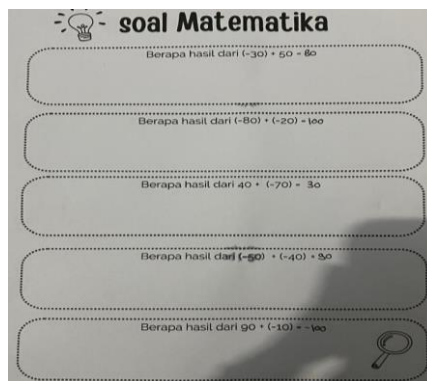 soal Matematika
Berapa hasil dari (-30) + 50 = 80
Berapa hasil dari (-80) + (-20) = 100
Berapa hasil dari 40 + (-70) = 30
Berapa hasil dari (-50) + (-40) = 90
Berapa hasil dari 90 + (-10) = -100